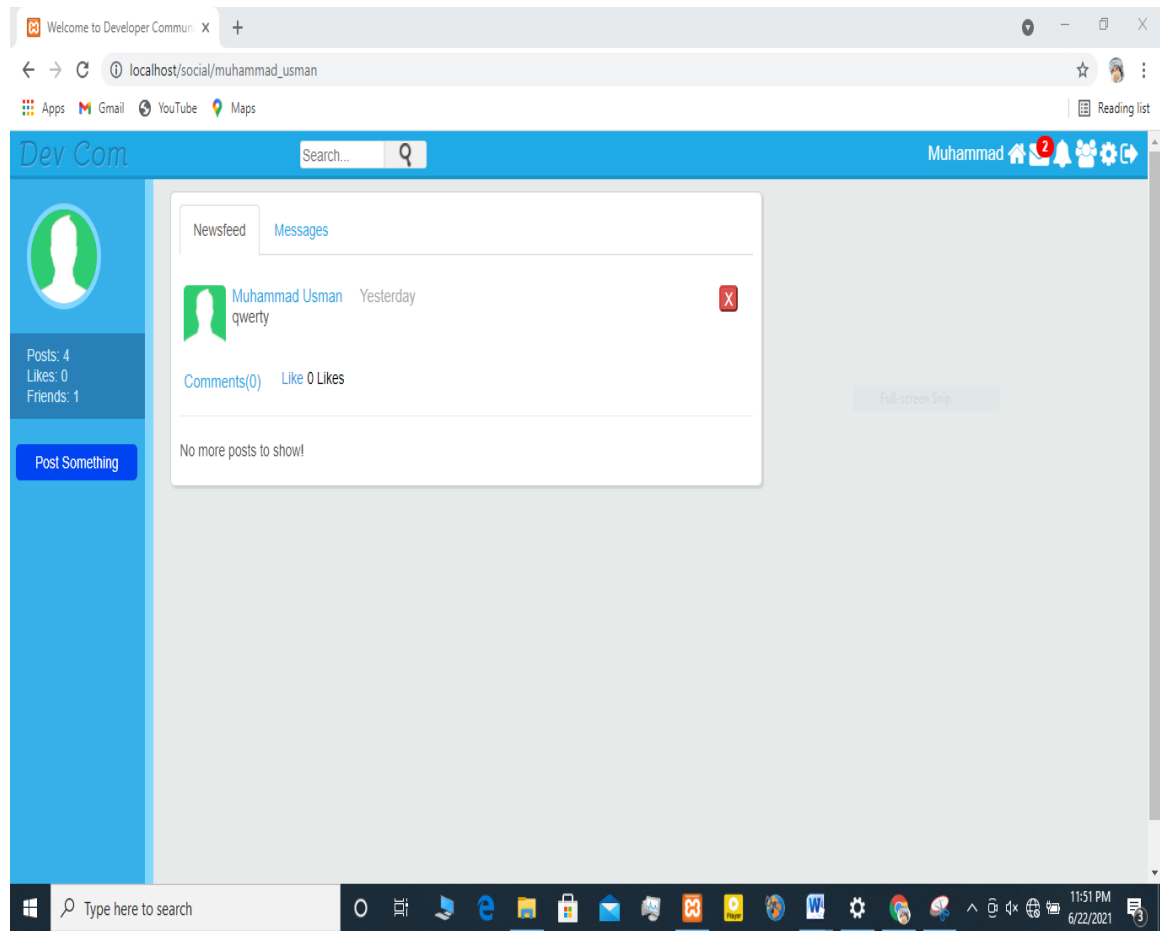 Welcome to Developer Commun
localhost/social/muhammad_usman
Apps Gmail YouTube Maps Reading list
Dev Com Search... Muhammad 2
Newsfeed Messages
Muhammad Usman Yesterday X
qwerty
Posts: 4
Likes: 0
Friends: 1
Comments(0) Like 0 Likes
Full-screen Snip
No more posts to show!
Post Something
Type here to search
Player
11:51 PM
6/22/2021
3